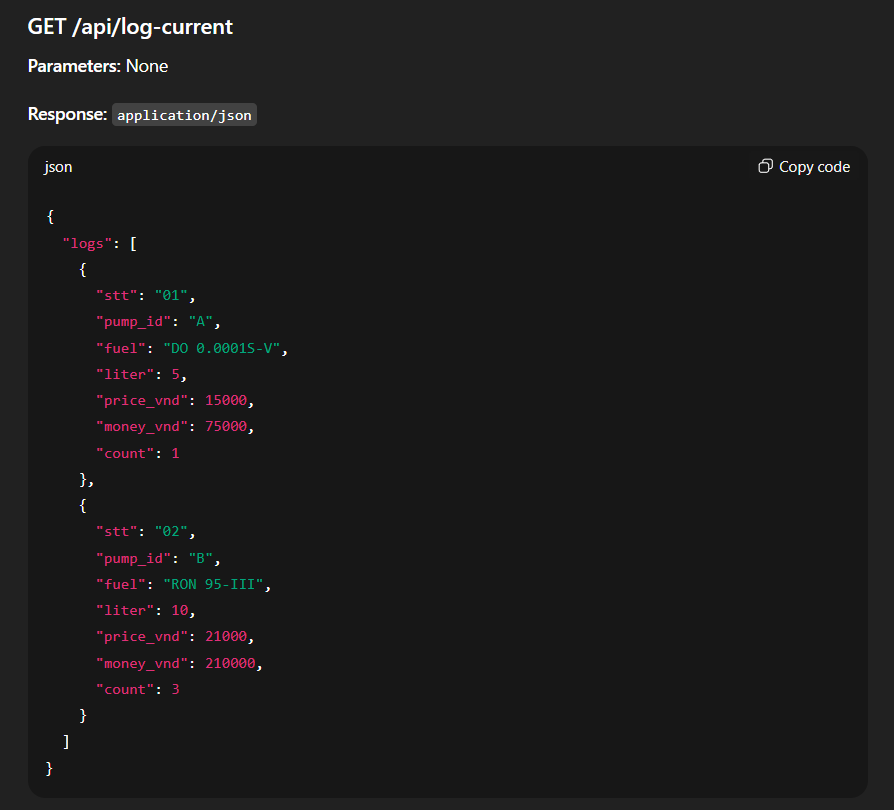 GET /api/log-current
Parameters: None
Response: application/json
json
Copy code
{
  "logs": [
    {
      "stt": "01",
      "pump_id": "A",
      "fuel": "DO 0.0001S-V",
      "liter": 5,
      "price_vnd": 15000,
      "money_vnd": 75000,
      "count": 1
    },
    {
      "stt": "02",
      "pump_id": "B",
      "fuel": "RON 95-III",
      "liter": 10,
      "price_vnd": 21000,
      "money_vnd": 210000,
      "count": 3
    }
  ]
}